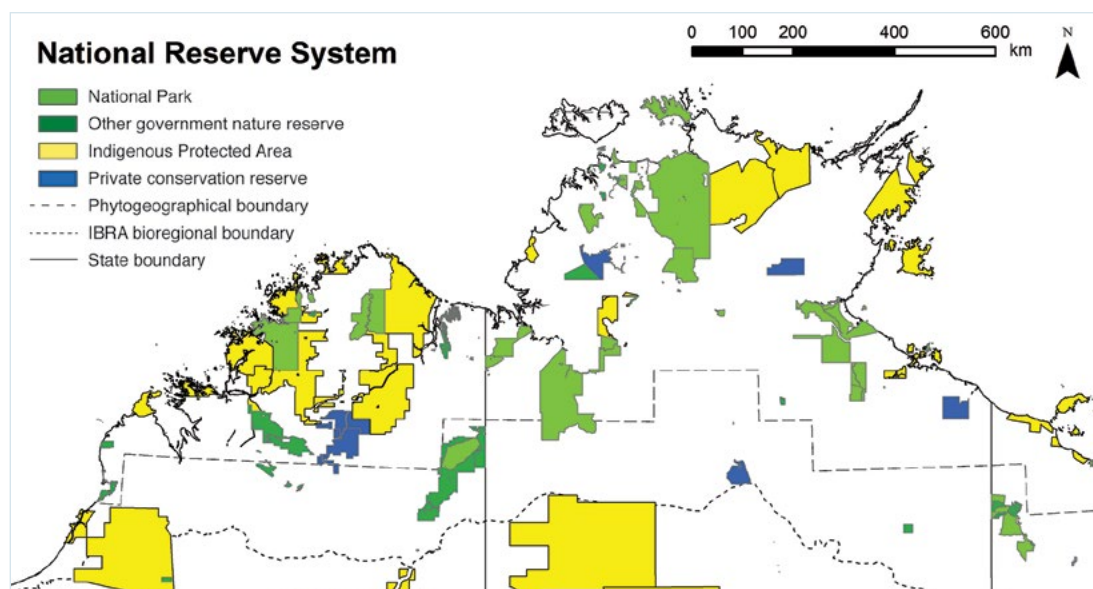 National Reserve System
National Park
Other government nature reserve
Indigenous Protected Area
Private conservation reserve
Phytogeographical boundary
IBRA bioregional boundary
State boundary
0 100 200 400 600
km
N